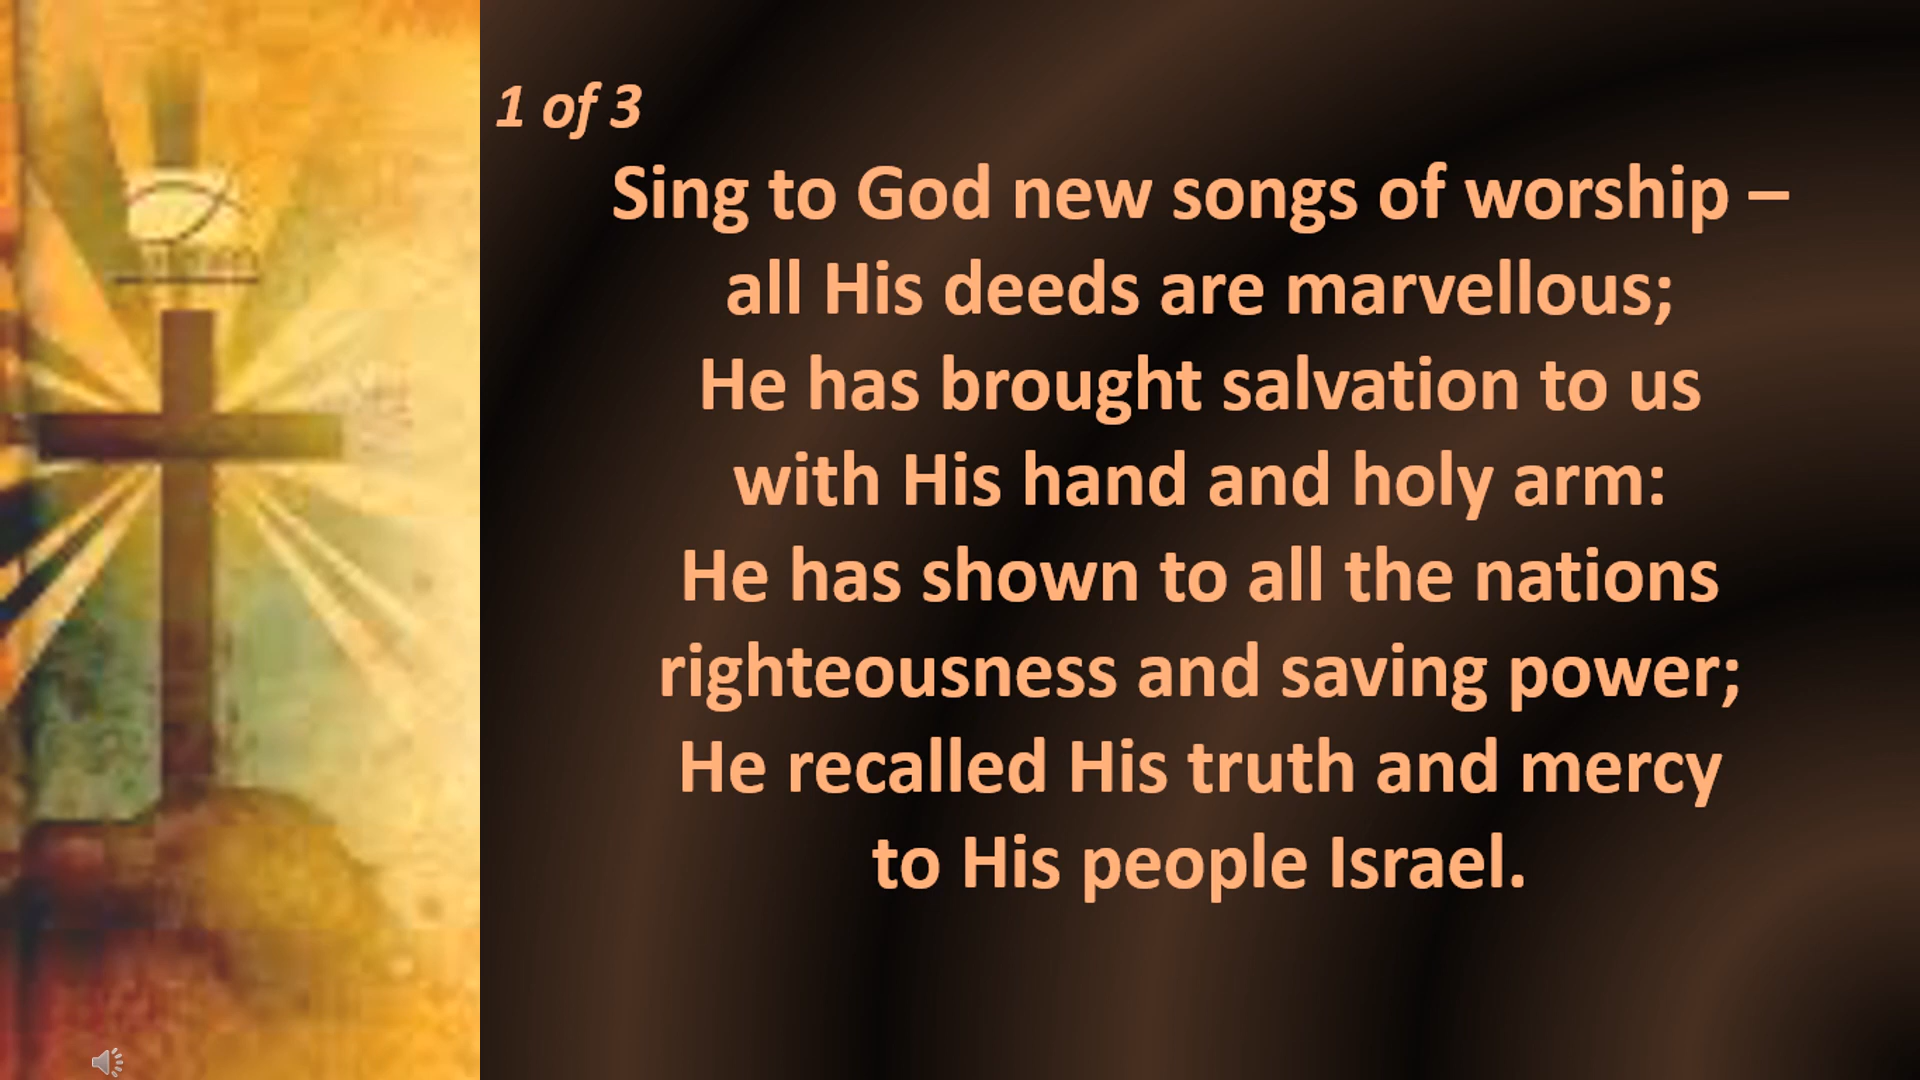 1 of 3
Sing to God new songs of worship –
all His deeds are marvellous;
He has brought salvation to us
with His hand and holy arm:
He has shown to all the nations
righteousness and saving power;
He recalled His truth and mercy
to His people Israel.